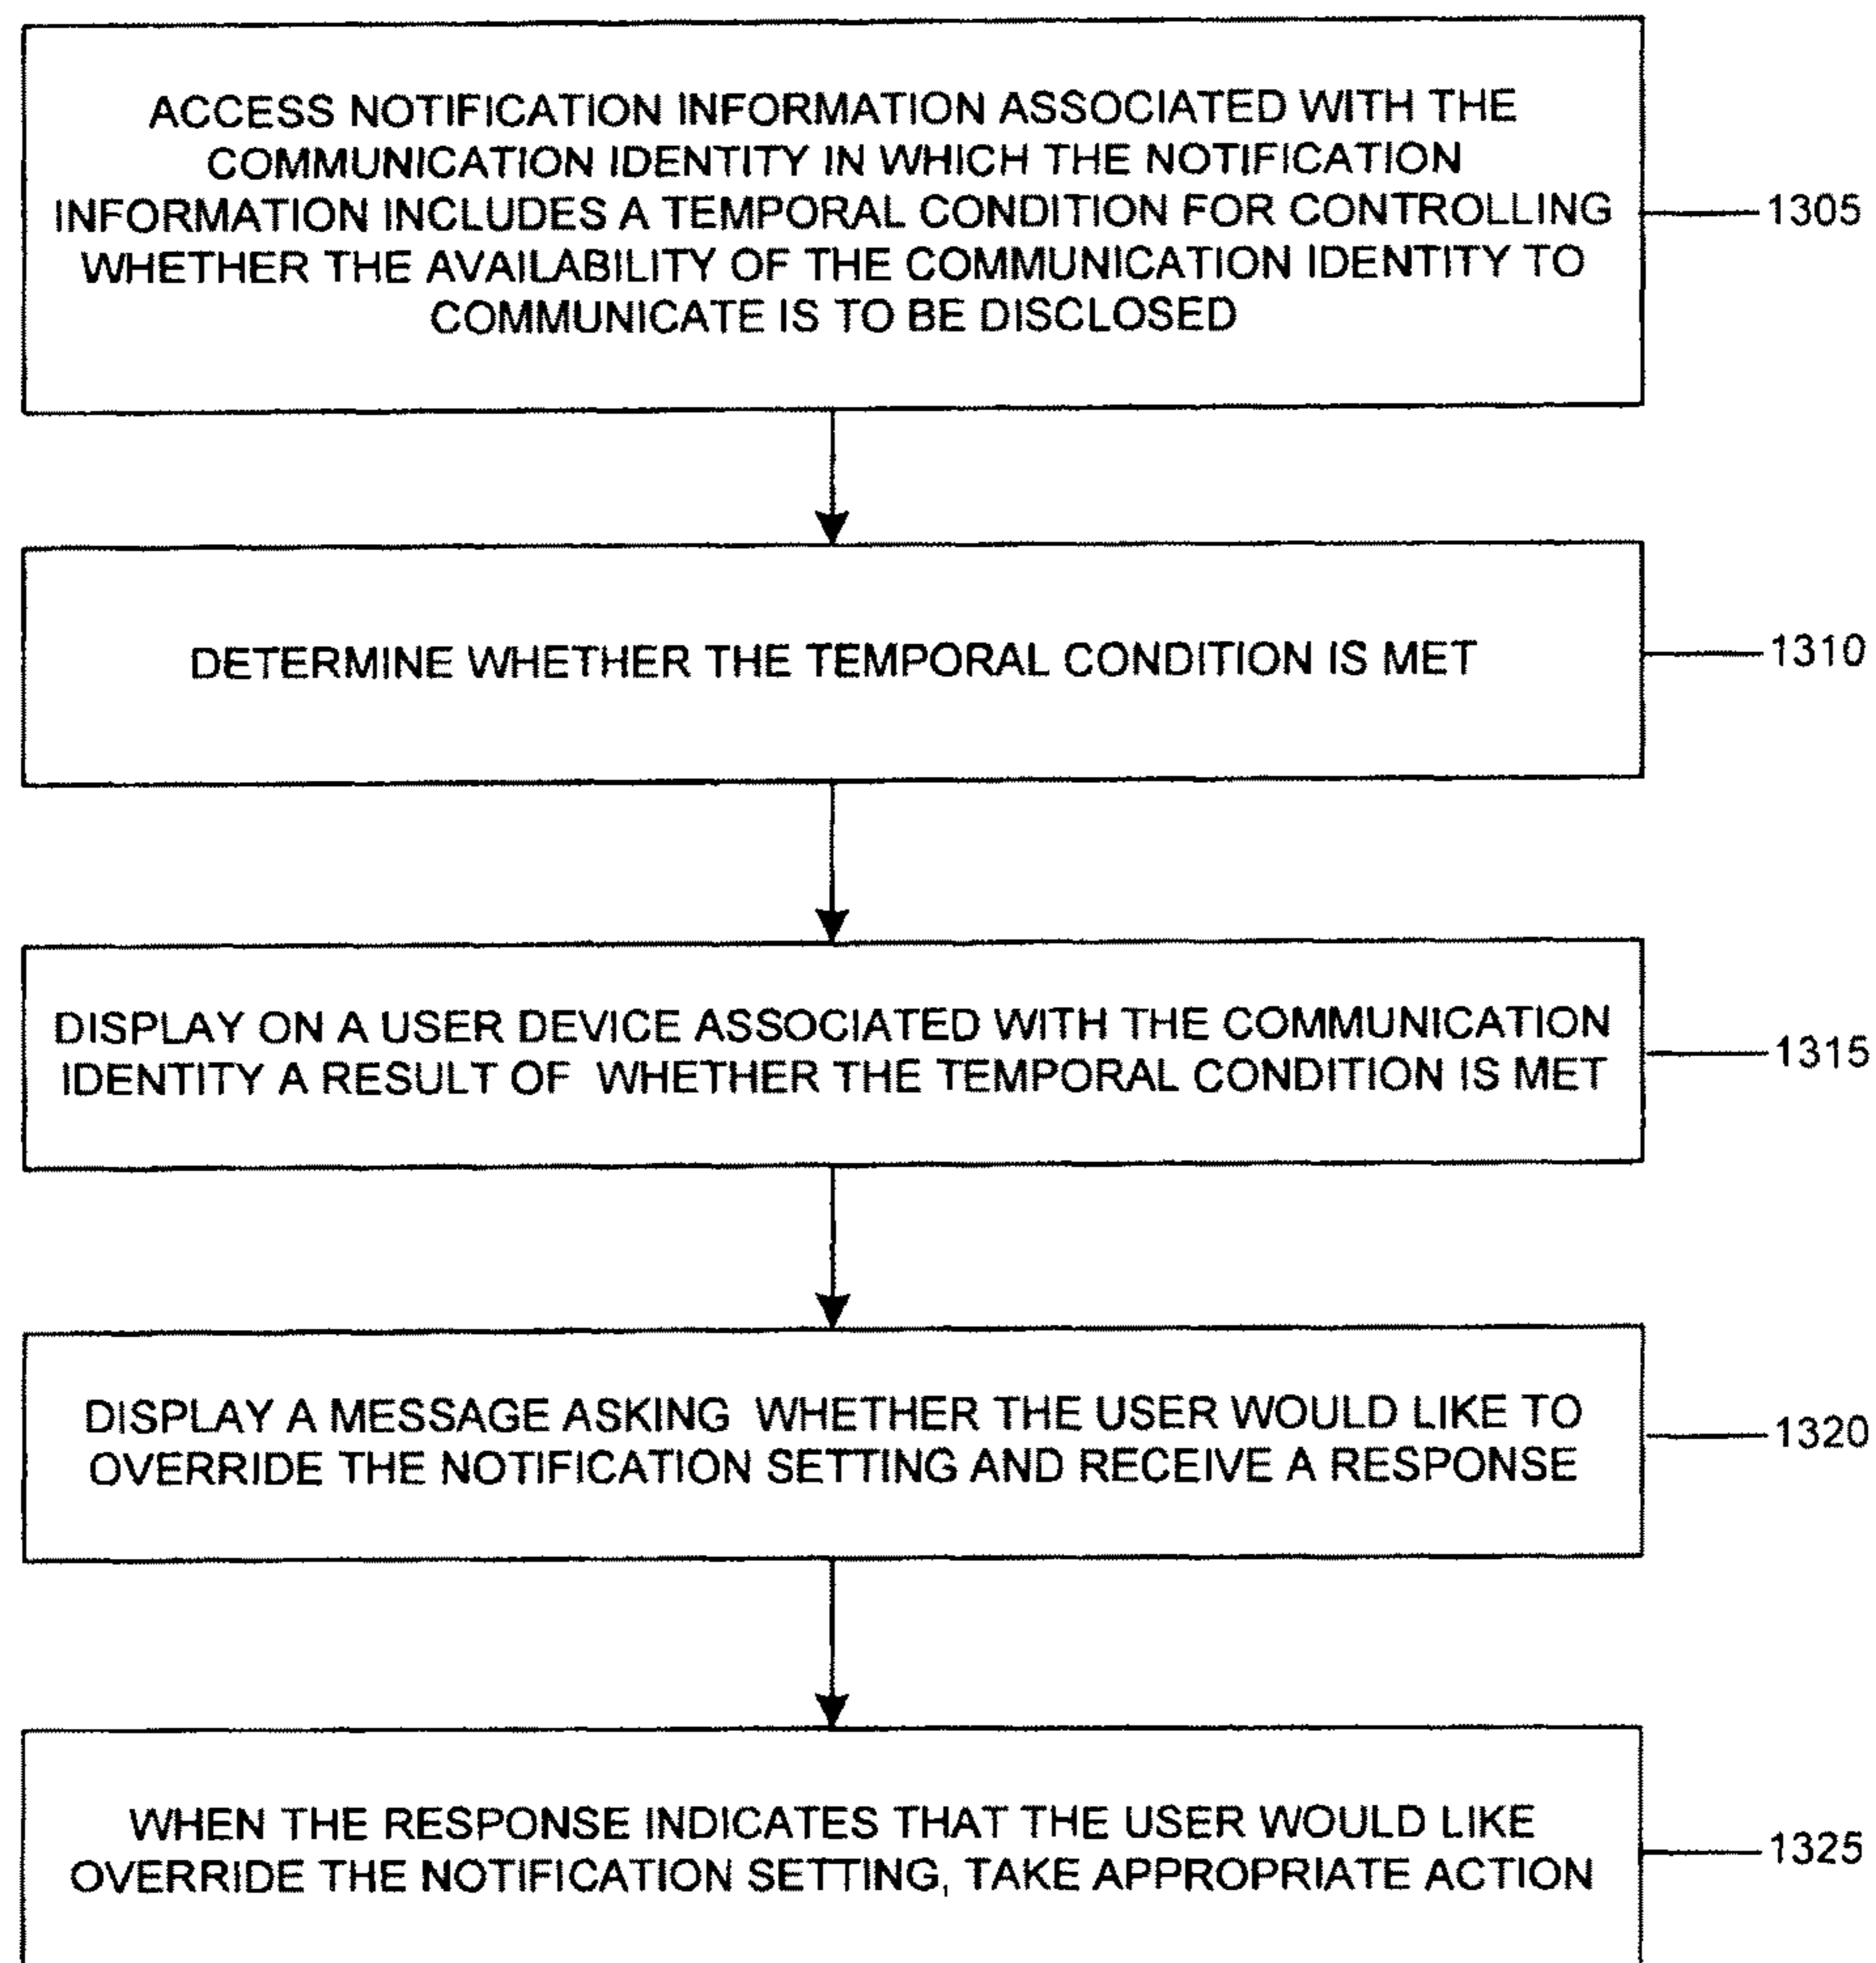 ACCESS NOTIFICATION INFORMATION ASSOCIATED WITH THE
COMMUNICATION IDENTITY IN WHICH THE NOTIFICATION
INFORMATION INCLUDES A TEMPORAL CONDITION FOR CONTROLLING
WHETHER THE AVAILABILITY OF THE COMMUNICATION IDENTITY TO
COMMUNICATE IS TO BE DISCLOSED
1305
DETERMINE WHETHER THE TEMPORAL CONDITION IS MET
1310
DISPLAY ON A USER DEVICE ASSOCIATED WITH THE COMMUNICATION
IDENTITY A RESULT OF WHETHER THE TEMPORAL CONDITION IS MET
1315
DISPLAY A MESSAGE ASKING WHETHER THE USER WOULD LIKE TO
OVERRIDE THE NOTIFICATION SETTING AND RECEIVE A RESPONSE
1320
WHEN THE RESPONSE INDICATES THAT THE USER WOULD LIKE
OVERRIDE THE NOTIFICATION SETTING, TAKE APPROPRIATE ACTION
1325